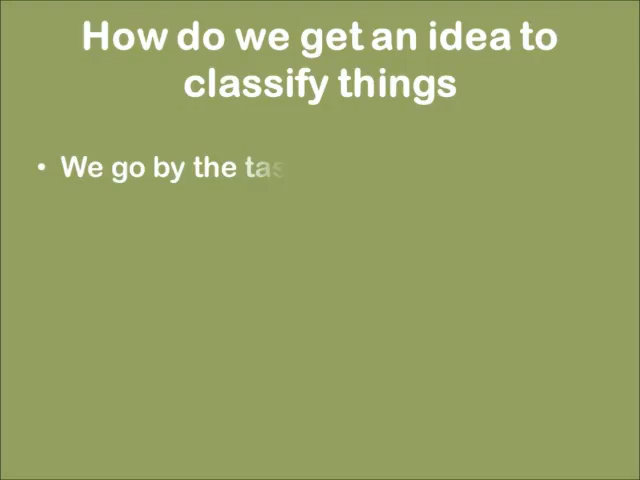 How do we get an idea to
classify things
• We go by the